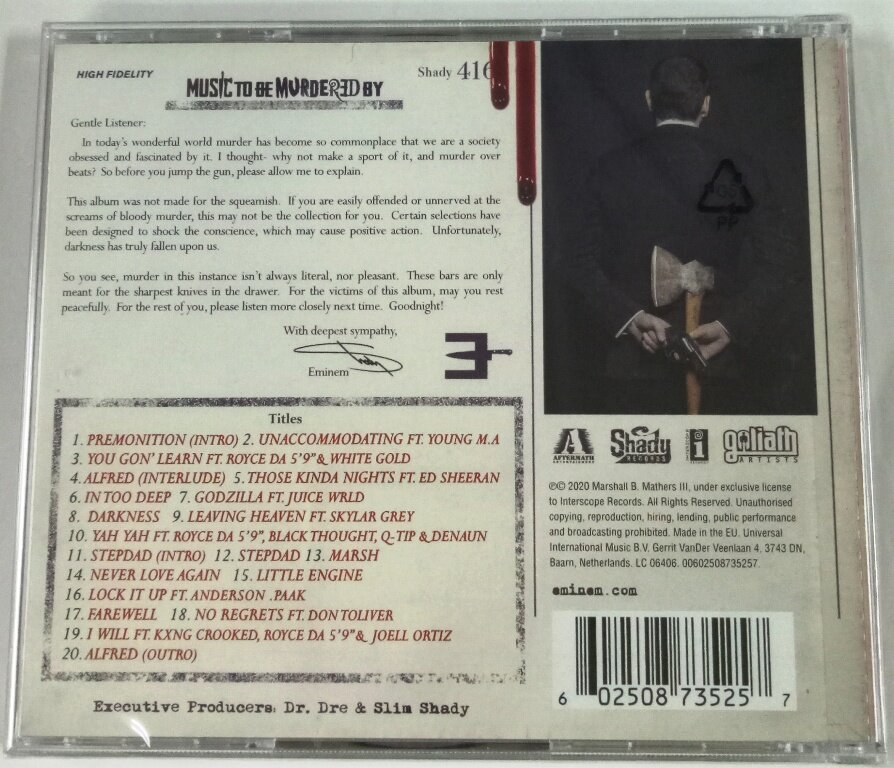 HIGH FIDELITY
MUSIC TO BE MURDERED BY
Shady 416
Gentle Listener:
In today's wonderful world murder has become so commonplace that we are a society
obsessed and fascinated by it. I thought- why not make a sport of it, and murder over
beats? So before you jump the gun, please allow me to explain.
This album was not made for the squeamish. If you are easily offended or unnerved at the
screams of bloody murder, this may not be the collection for you. Certain selections have
been designed to shock the conscience, which may cause positive action. Unfortunately,
darkness has truly fallen upon us.
So you see, murder in this instance isn't always literal, nor pleasant. These bars are only
meant for the sharpest knives in the drawer. For the victims of this album, may you rest
peacefully. For the rest of you, please listen more closely next time. Goodnight!
With deepest sympathy,
Eminem
Titles
1. PREMONITION (INTRO) 2. UNACCOMMODATING FT. YOUNG M.A
3. YOU GON' LEARN FT. ROYCE DA 5'9" & WHITE GOLD
4. ALFRED (INTERLUDE) 5. THOSE KINDA NIGHTS FT. ED SHEERAN
6. IN TOO DEEP 7. GODZILLA FT. JUICE WRLD
8. DARKNESS 9. LEAVING HEAVEN FT. SKYLAR GREY
10. YAH YAH FT. ROYCE DA 5'9", BLACK THOUGHT, Q-TIP & DENAUN
11. STEPDAD (INTRO) 12. STEPDAD 13. MARSH
14. NEVER LOVE AGAIN 15. LITTLE ENGINE
16. LOCK IT UP FT. ANDERSON .PAAK
17. FAREWELL 18. NO REGRETS FT. DON TOLIVER
19. I WILL FT. KXNG CROOKED, ROYCE DA 5'9" & JOELL ORTIZ
20. ALFRED (OUTRO)
Executive Producers: Dr. Dre & Slim Shady
PP
AFTERMATH
ENTERTAINMENT
Shady
RECORDS
i
goliath
ARTISTS
℗© 2020 Marshall B. Mathers III, under exclusive license
to Interscope Records. All Rights Reserved. Unauthorised
copying, reproduction, hiring, lending, public performance
and broadcasting prohibited. Made in the EU. Universal
International Music B.V. Gerrit VanDer Veenlaan 4, 3743 DN,
Baarn, Netherlands. LC 06406. 00602508735257.
eminem.com
6 02508 73525 7